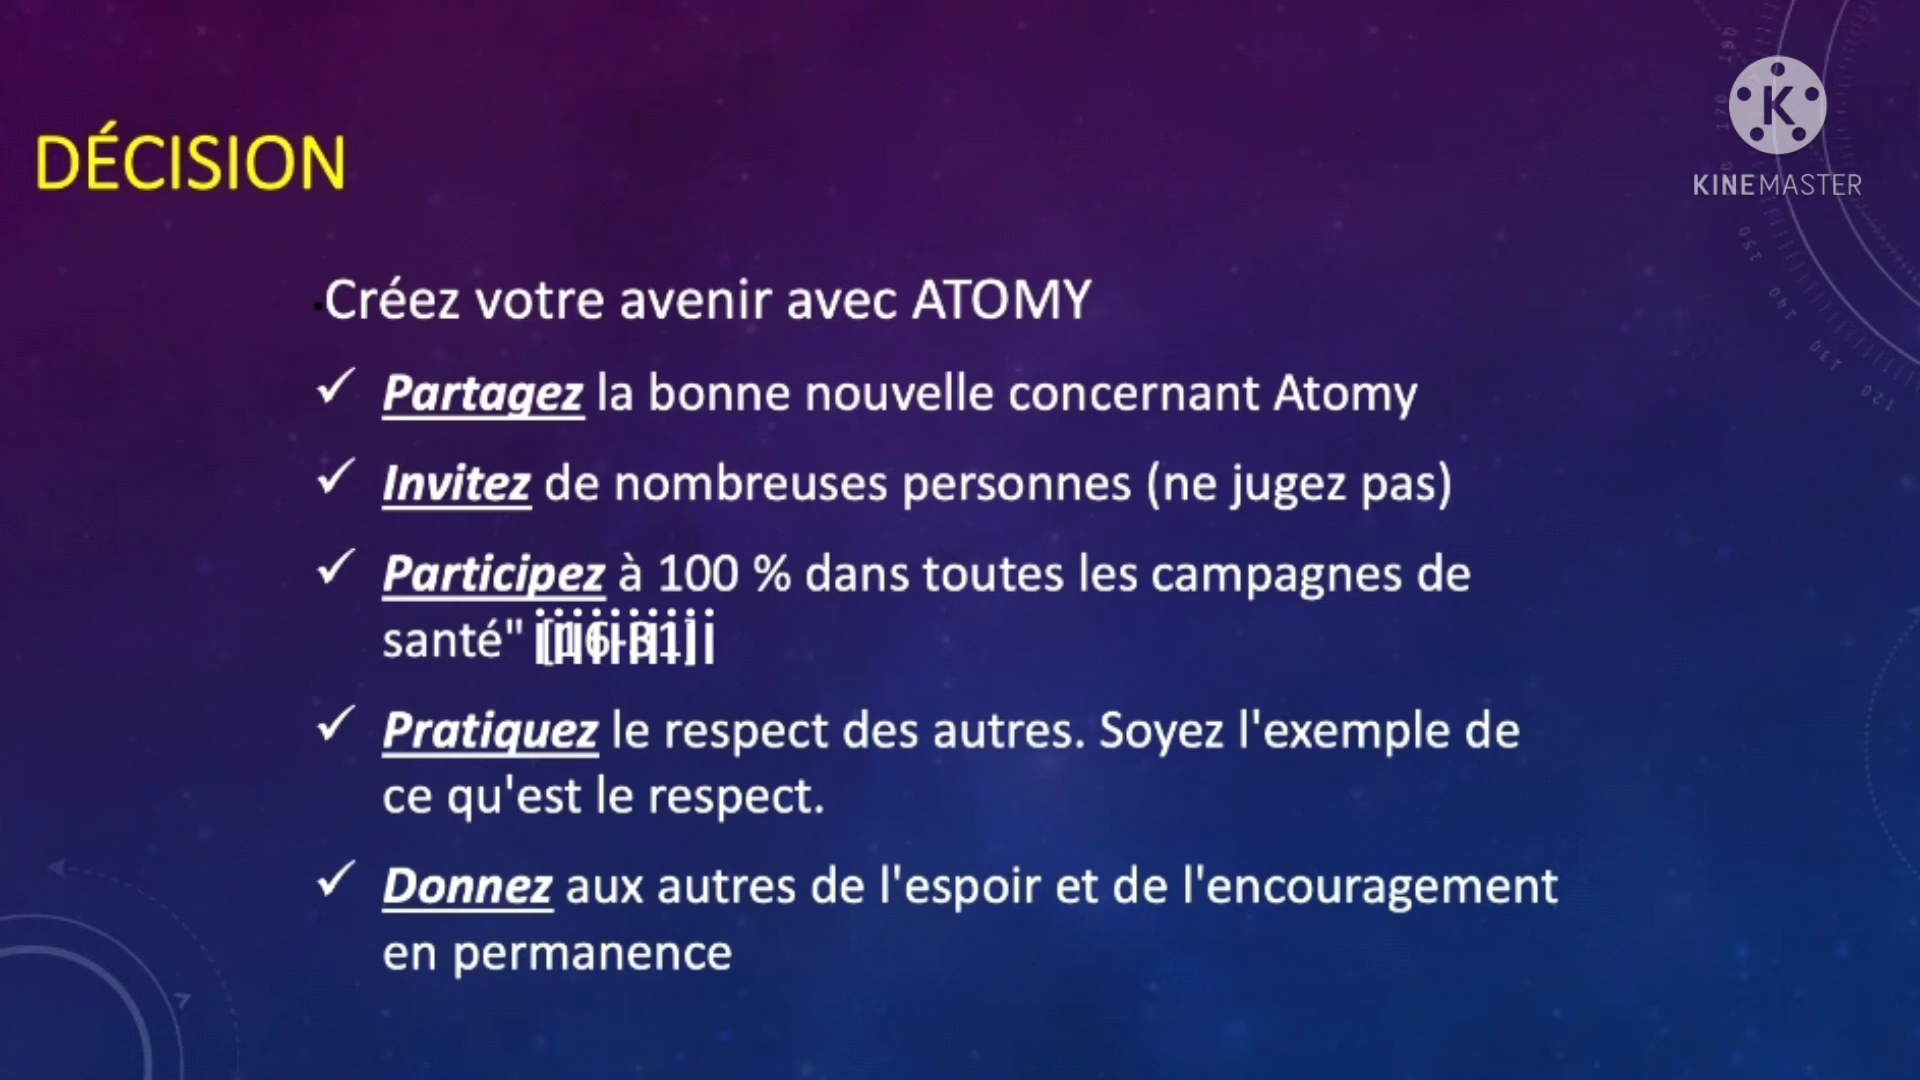 KINEMASTER
DÉCISION
Créez votre avenir avec ATOMY
✓ Partagez la bonne nouvelle concernant Atomy
✓ Invitez de nombreuses personnes (ne jugez pas)
✓ Participez à 100 % dans toutes les campagnes de
santé"
✓ Pratiquez le respect des autres. Soyez l'exemple de
ce qu'est le respect.
✓ Donnez aux autres de l'espoir et de l'encouragement
en permanence